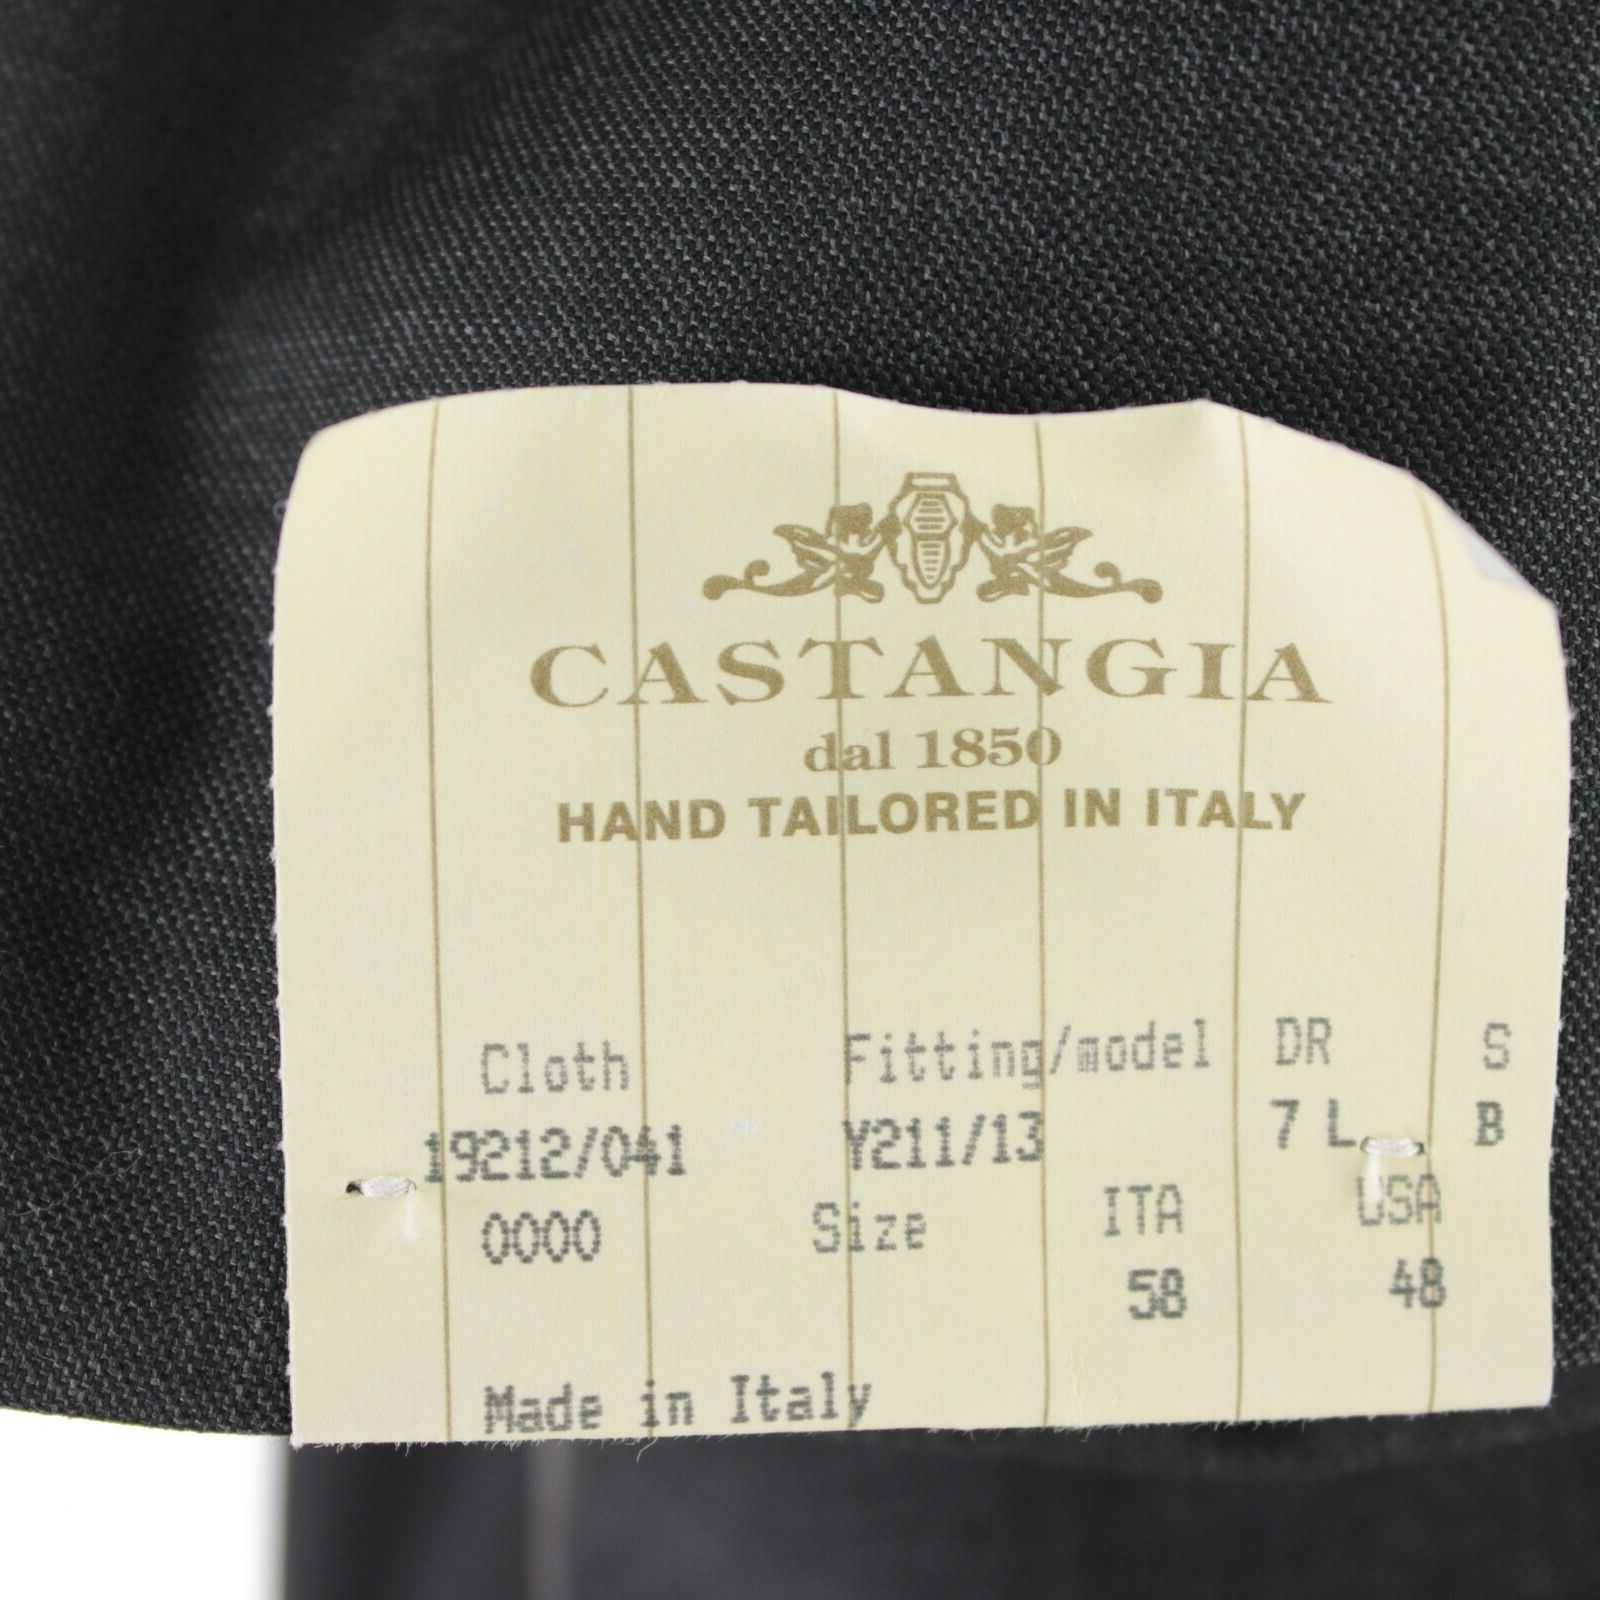 CASTANGIA
dal 1850
HAND TAILORED IN ITALY
Cloth Fitting/model DR S
19212/041 Y211/13 7 L B
0000 Size ITA USA
58 48
Made in Italy